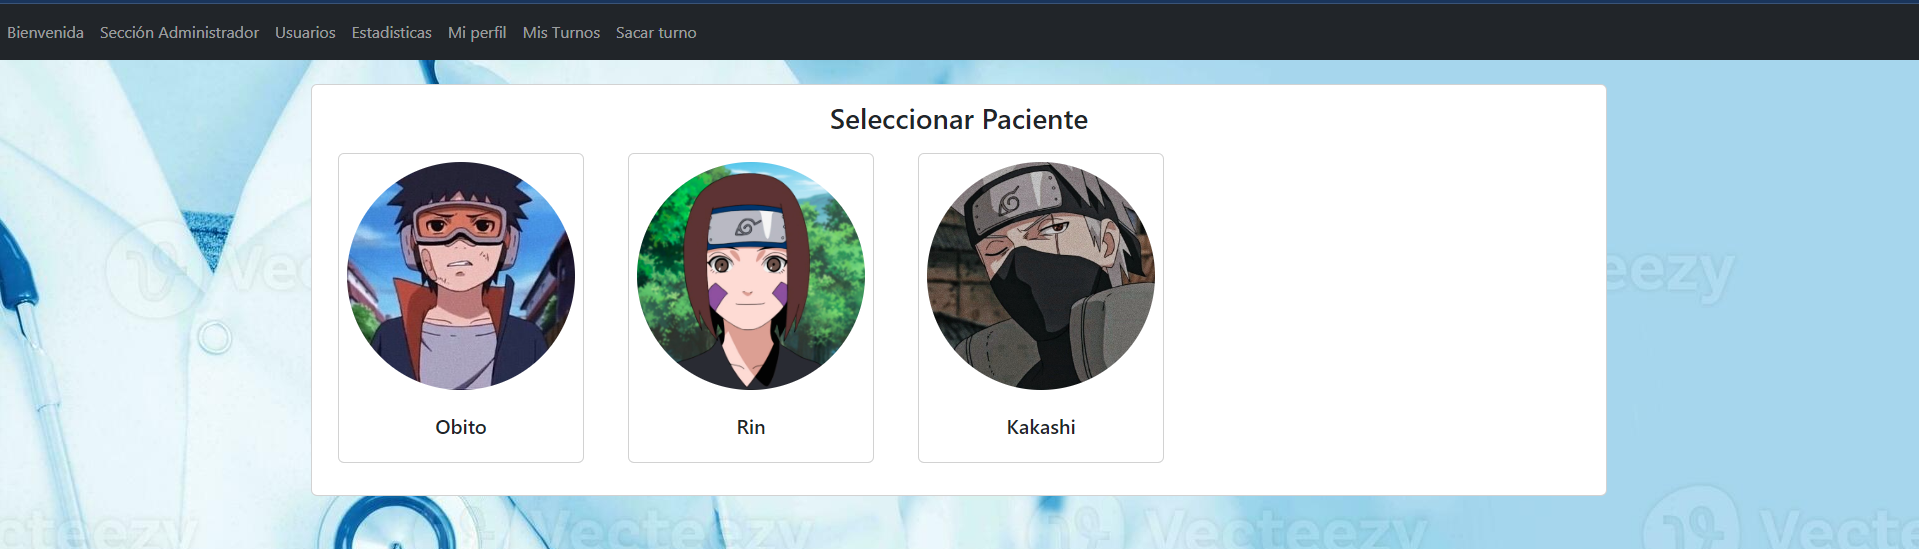 Bienvenida Sección Administrador Usuarios Estadisticas Mi perfil Mis Turnos Sacar turno
Seleccionar Paciente
Obito Rin Kakashi
Vecteezy
Vecteezy
Vecteezy